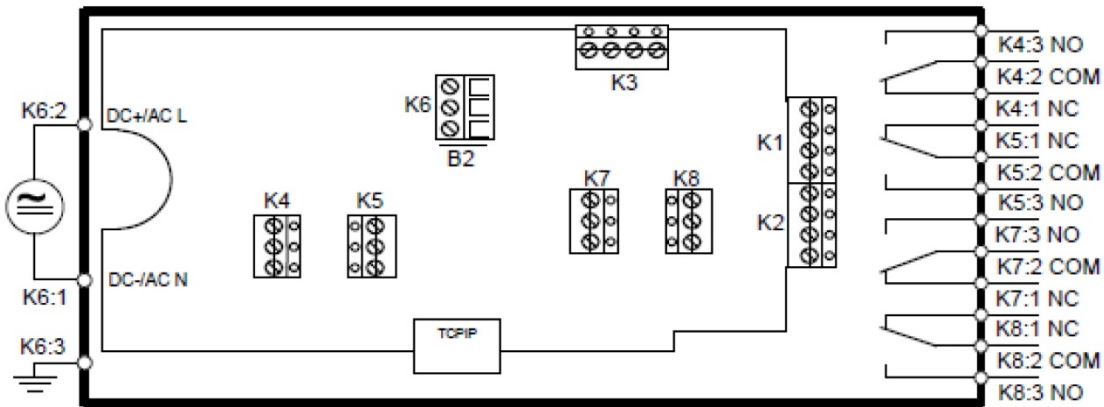 K3
K6
B2
K1
K2
K4
K5
K7
K8
TCPIP
K6:2
DC+/AC L
K6:1
DC-/AC N
K6:3
K4:3 NO
K4:2 COM
K4:1 NC
K5:1 NC
K5:2 COM
K5:3 NO
K7:3 NO
K7:2 COM
K7:1 NC
K8:1 NC
K8:2 COM
K8:3 NO